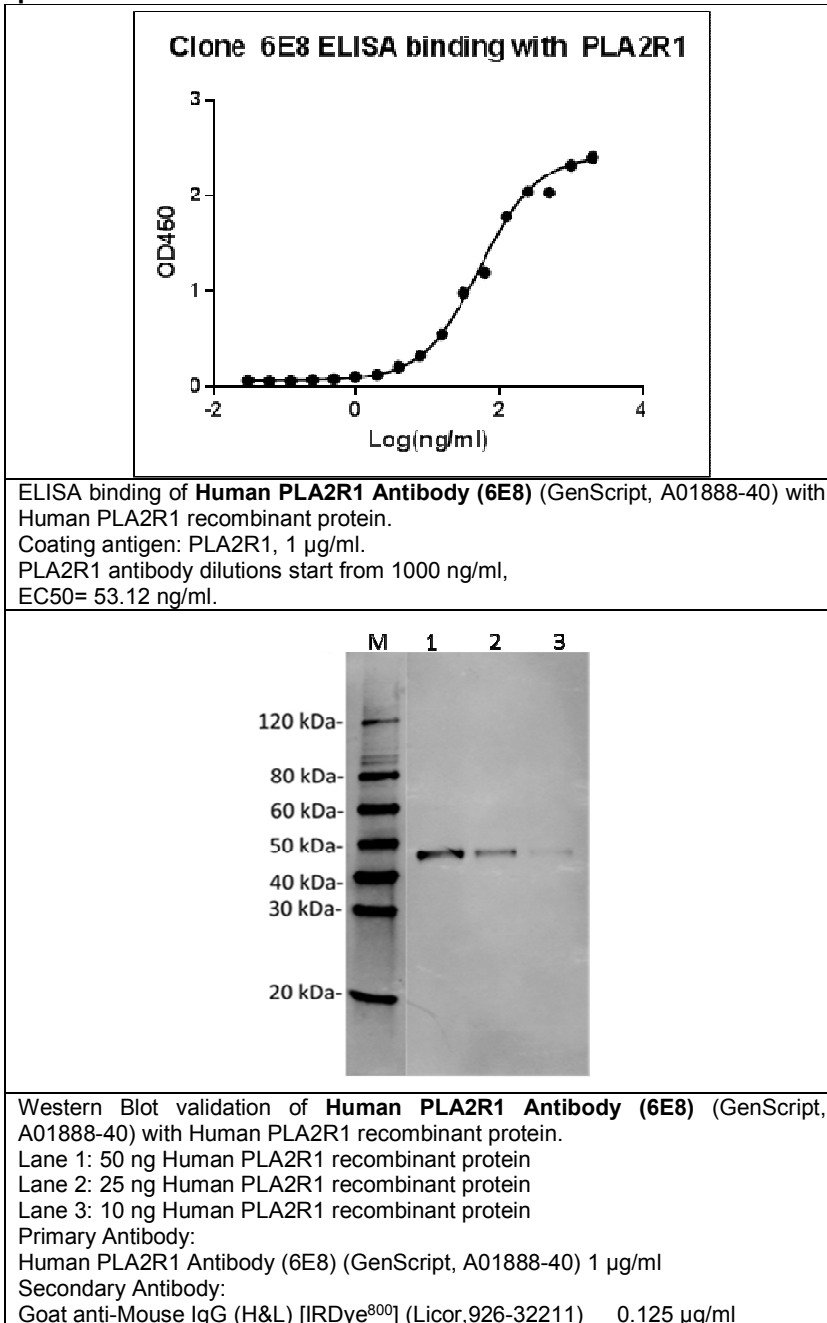 Clone 6E8 ELISA binding with PLA2R1
3
2
1
0
OD450
-2
0
2
4
Log(ng/ml)
ELISA binding of Human PLA2R1 Antibody (6E8) (GenScript, A01888-40) with
Human PLA2R1 recombinant protein.
Coating antigen: PLA2R1, 1 µg/ml.
PLA2R1 antibody dilutions start from 1000 ng/ml,
EC50= 53.12 ng/ml.
M 1 2 3
120 kDa-
80 kDa-
60 kDa-
50 kDa-
40 kDa-
30 kDa-
20 kDa-
Western Blot validation of Human PLA2R1 Antibody (6E8) (GenScript,
A01888-40) with Human PLA2R1 recombinant protein.
Lane 1: 50 ng Human PLA2R1 recombinant protein
Lane 2: 25 ng Human PLA2R1 recombinant protein
Lane 3: 10 ng Human PLA2R1 recombinant protein
Primary Antibody:
Human PLA2R1 Antibody (6E8) (GenScript, A01888-40) 1 µg/ml
Secondary Antibody:
Goat anti-Mouse IgG (H&L) [IRDye800] (Licor,926-32211) 0.125 µg/ml